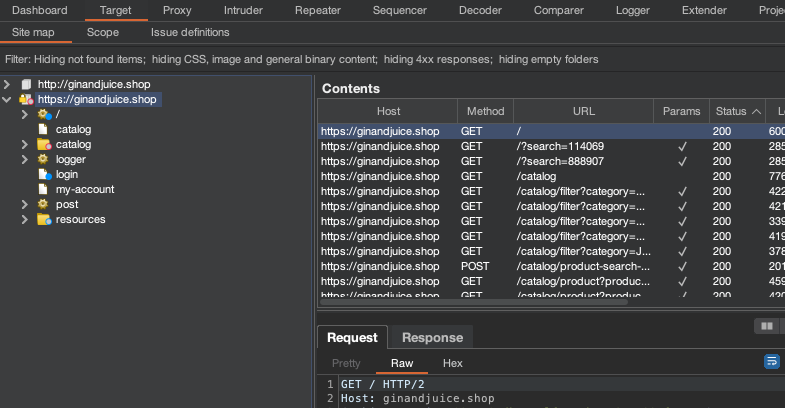 Dashboard Target Proxy Intruder Repeater Sequencer Decoder Comparer Logger Extender Proje
Site map Scope Issue definitions
Filter: Hiding not found items; hiding CSS, image and general binary content; hiding 4xx responses; hiding empty folders
http://ginandjuice.shop
https://ginandjuice.shop
/
catalog
catalog
logger
login
my-account
post
resources
Contents
Host Method URL Params Status Le
https://ginandjuice.shop GET / 200 600
https://ginandjuice.shop GET /?search=114069 ✓ 200 285
https://ginandjuice.shop GET /?search=888907 ✓ 200 285
https://ginandjuice.shop GET /catalog 200 776
https://ginandjuice.shop GET /catalog/filter?category=... ✓ 200 422
https://ginandjuice.shop GET /catalog/filter?category=... ✓ 200 421
https://ginandjuice.shop GET /catalog/filter?category=... ✓ 200 339
https://ginandjuice.shop GET /catalog/filter?category=... ✓ 200 419
https://ginandjuice.shop GET /catalog/filter?category=J... ✓ 200 378
https://ginandjuice.shop POST /catalog/product-search-... ✓ 200 201
https://ginandjuice.shop GET /catalog/product?produc... ✓ 200 459
https://ginandjuice.shop GET /catalog/product?produc... ✓ 200 420
Request Response
Pretty Raw Hex
1 GET / HTTP/2
2 Host: ginandjuice.shop